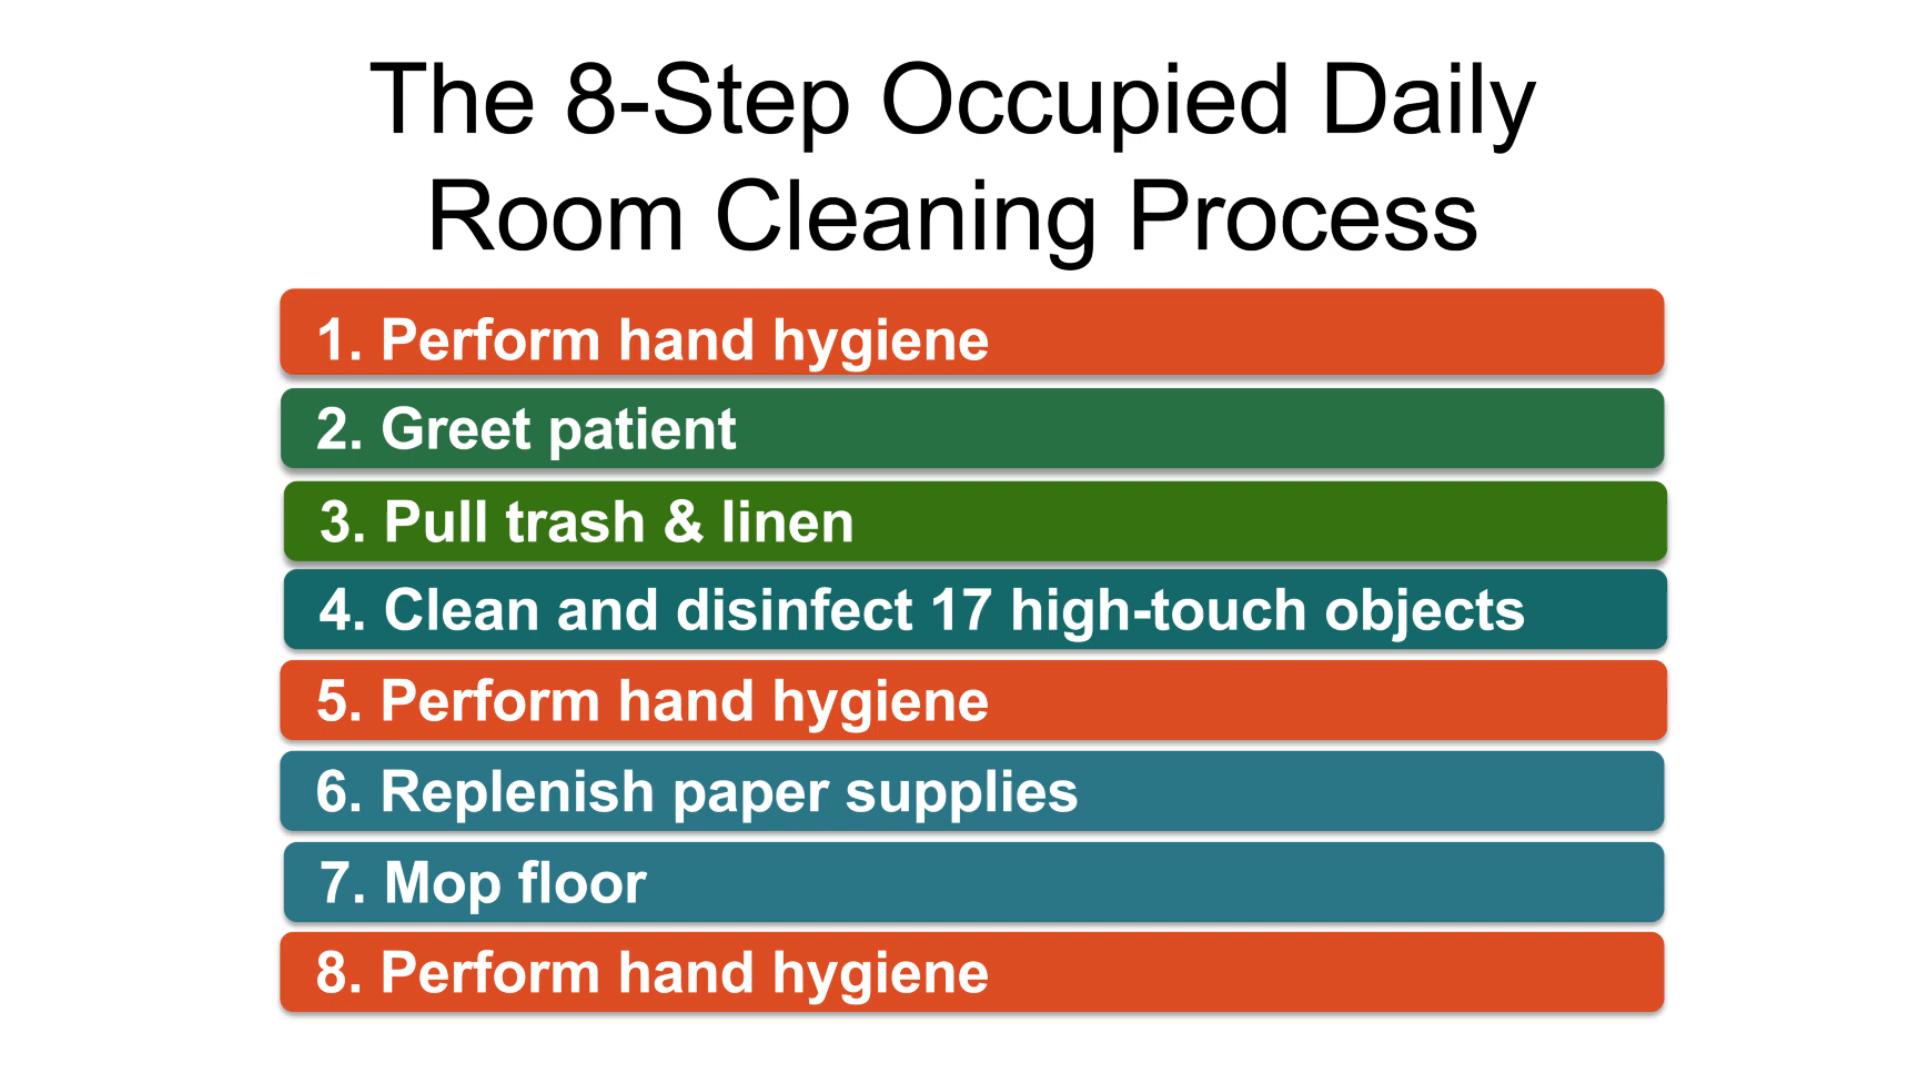 The 8-Step Occupied Daily
Room Cleaning Process
1. Perform hand hygiene
2. Greet patient
3. Pull trash & linen
4. Clean and disinfect 17 high-touch objects
5. Perform hand hygiene
6. Replenish paper supplies
7. Mop floor
8. Perform hand hygiene